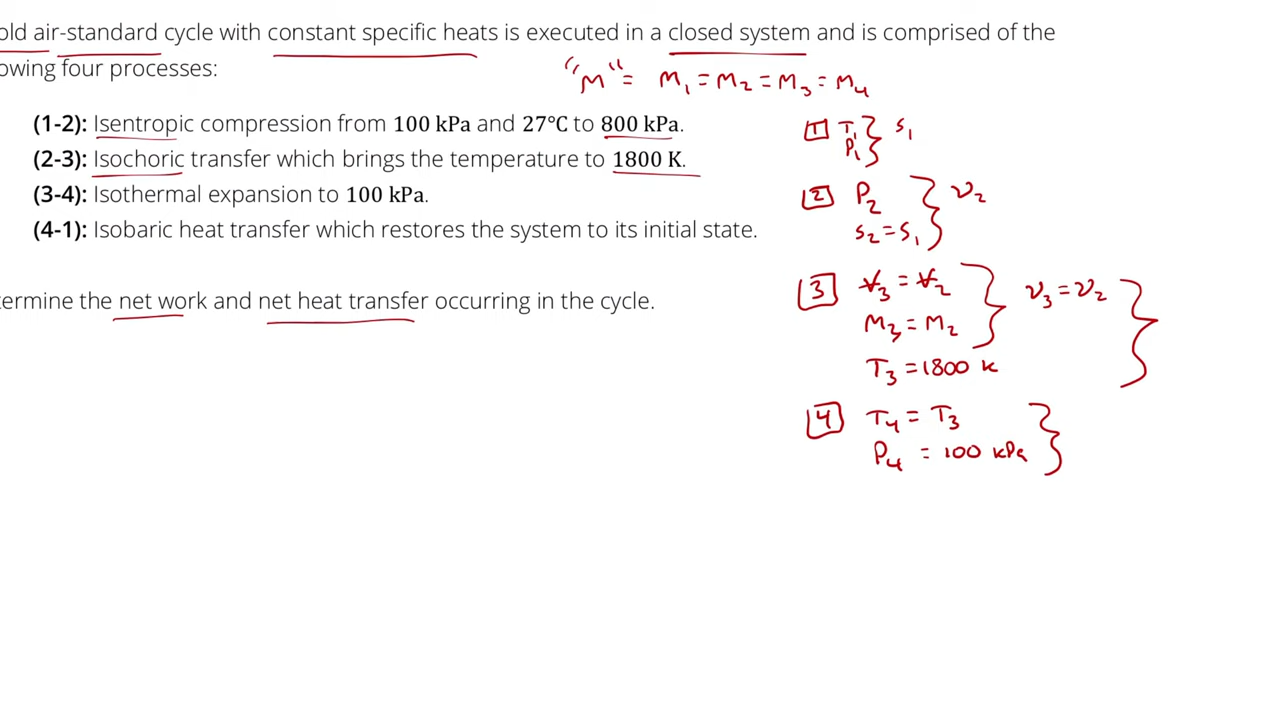 old air-standard cycle with constant specific heats is executed in a closed system and is comprised of the
owing four processes:
"m" = m₁ = m₂ = m₃ = m₄
(1-2): Isentropic compression from 100 kPa and 27°C to 800 kPa.
(2-3): Isochoric transfer which brings the temperature to 1800 K.
(3-4): Isothermal expansion to 100 kPa.
(4-1): Isobaric heat transfer which restores the system to its initial state.
termine the net work and net heat transfer occurring in the cycle.
1 T₁ } s₁
P₁
2 P₂ } ν₂
s₂ = s₁
3 V₃ = V₂ } ν₃ = ν₂ }
m₃ = m₂
T₃ = 1800 K
4 T₄ = T₃ }
P₄ = 100 kPa